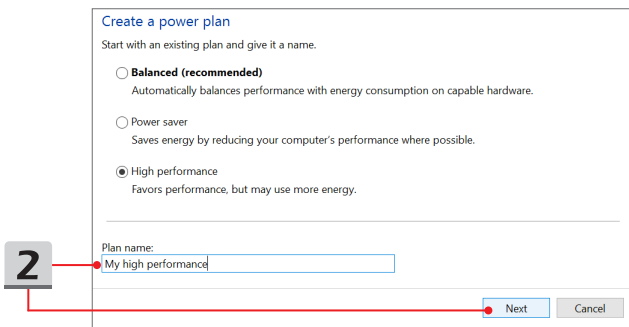 Create a power plan
Start with an existing plan and give it a name.
Balanced (recommended)
Automatically balances performance with energy consumption on capable hardware.
Power saver
Saves energy by reducing your computer's performance where possible.
High performance
Favors performance, but may use more energy.
Plan name:
My high performance
2
Next Cancel